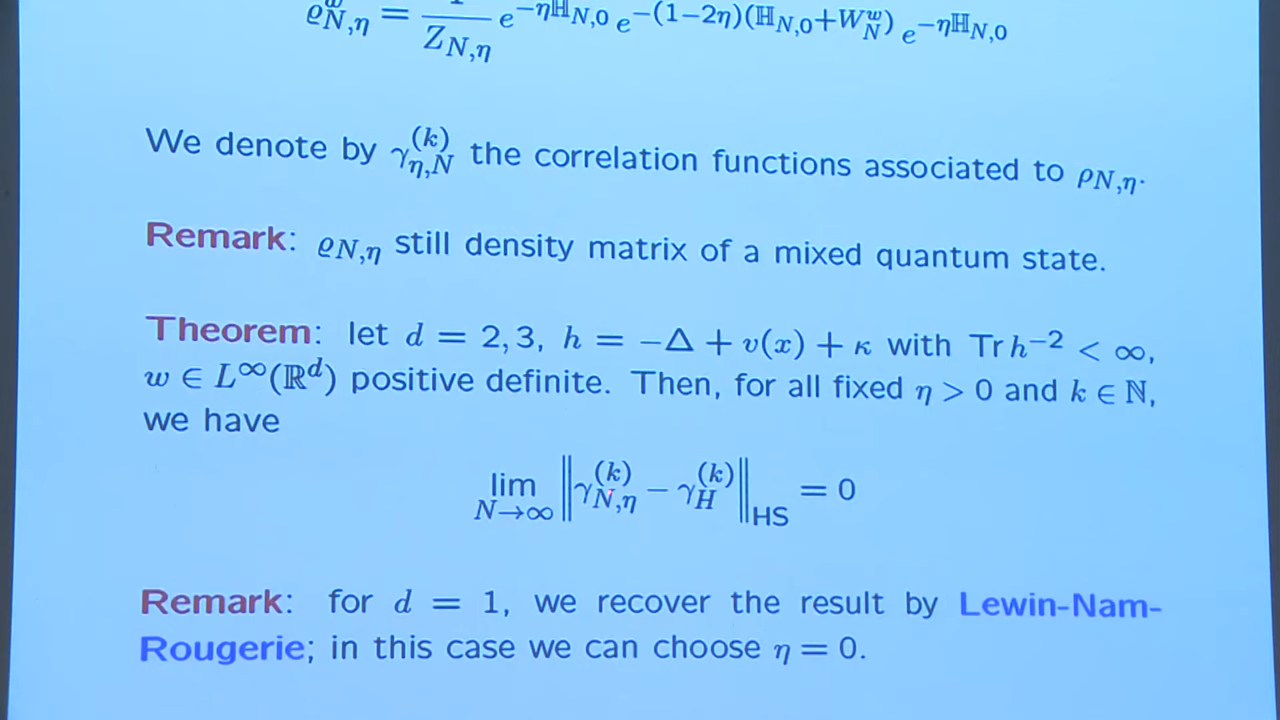 ϱ^w_{N,η} = 1/Z_{N,η} e^{-ηℍ_{N,0}} e^{-(1-2η)(ℍ_{N,0}+W^w_N)} e^{-ηℍ_{N,0}}
We denote by γ^{(k)}_{η,N} the correlation functions associated to ρ_{N,η}.
Remark: ϱ_{N,η} still density matrix of a mixed quantum state.
Theorem: let d = 2, 3, h = −Δ + v(x) + κ with Tr h^{−2} < ∞,
w ∈ L^∞(ℝ^d) positive definite. Then, for all fixed η > 0 and k ∈ ℕ,
we have
lim_{N→∞} ‖γ^{(k)}_{N,η} − γ^{(k)}_H‖_{HS} = 0
Remark: for d = 1, we recover the result by Lewin-Nam-
Rougerie; in this case we can choose η = 0.